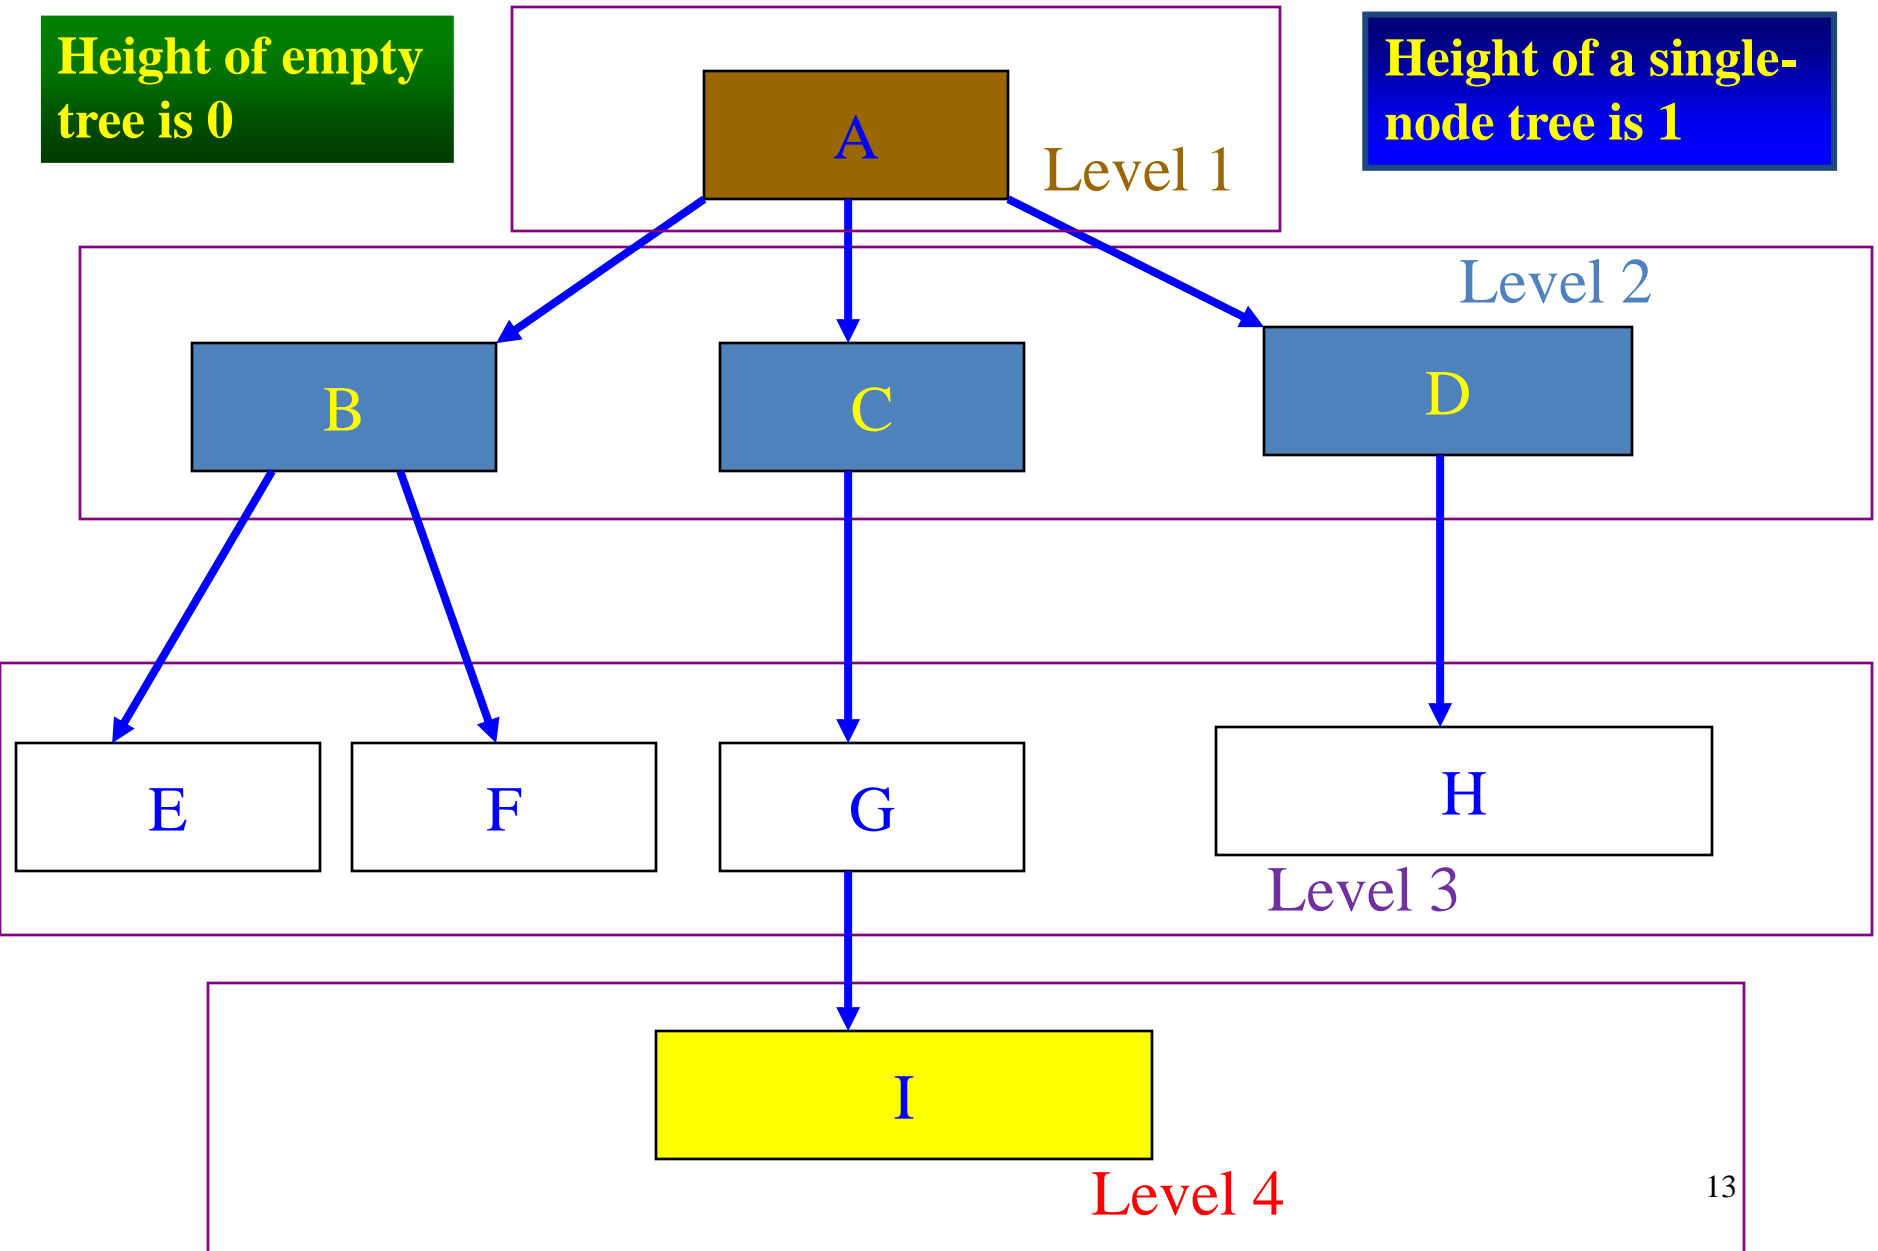 Height of empty
tree is 0
Height of a single-
node tree is 1
A
Level 1
Level 2
B
C
D
E
F
G
H
Level 3
I
Level 4
13